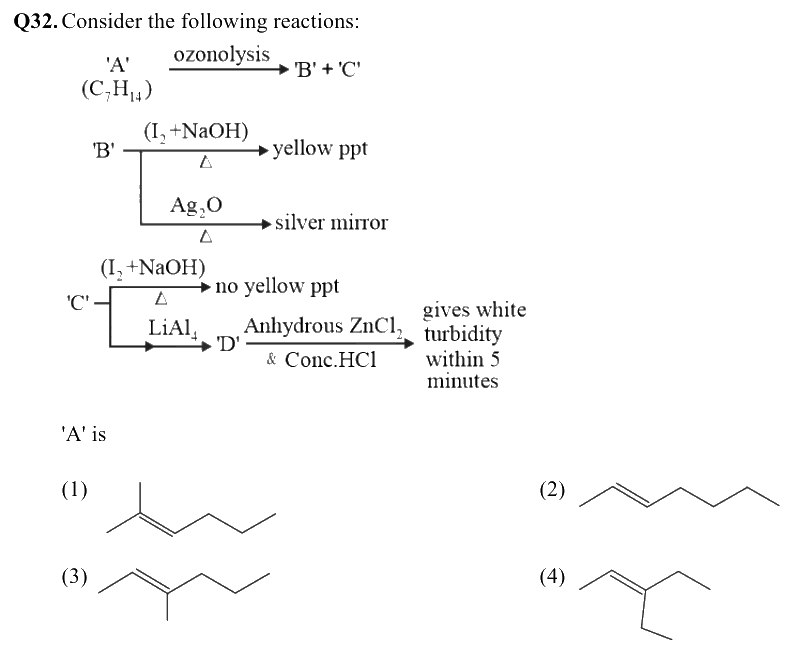 Q32. Consider the following reactions:
'A' ozonolysis 'B' + 'C'
(C₇H₁₄)
(I₂+NaOH)
'B' yellow ppt
Δ
Ag₂O
silver mirror
Δ
(I₂+NaOH)
'C' no yellow ppt
Δ
LiAl₄ 'D' Anhydrous ZnCl₂ & Conc.HCl gives white
turbidity
within 5
minutes
'A' is
(1)
(2)
(3)
(4)